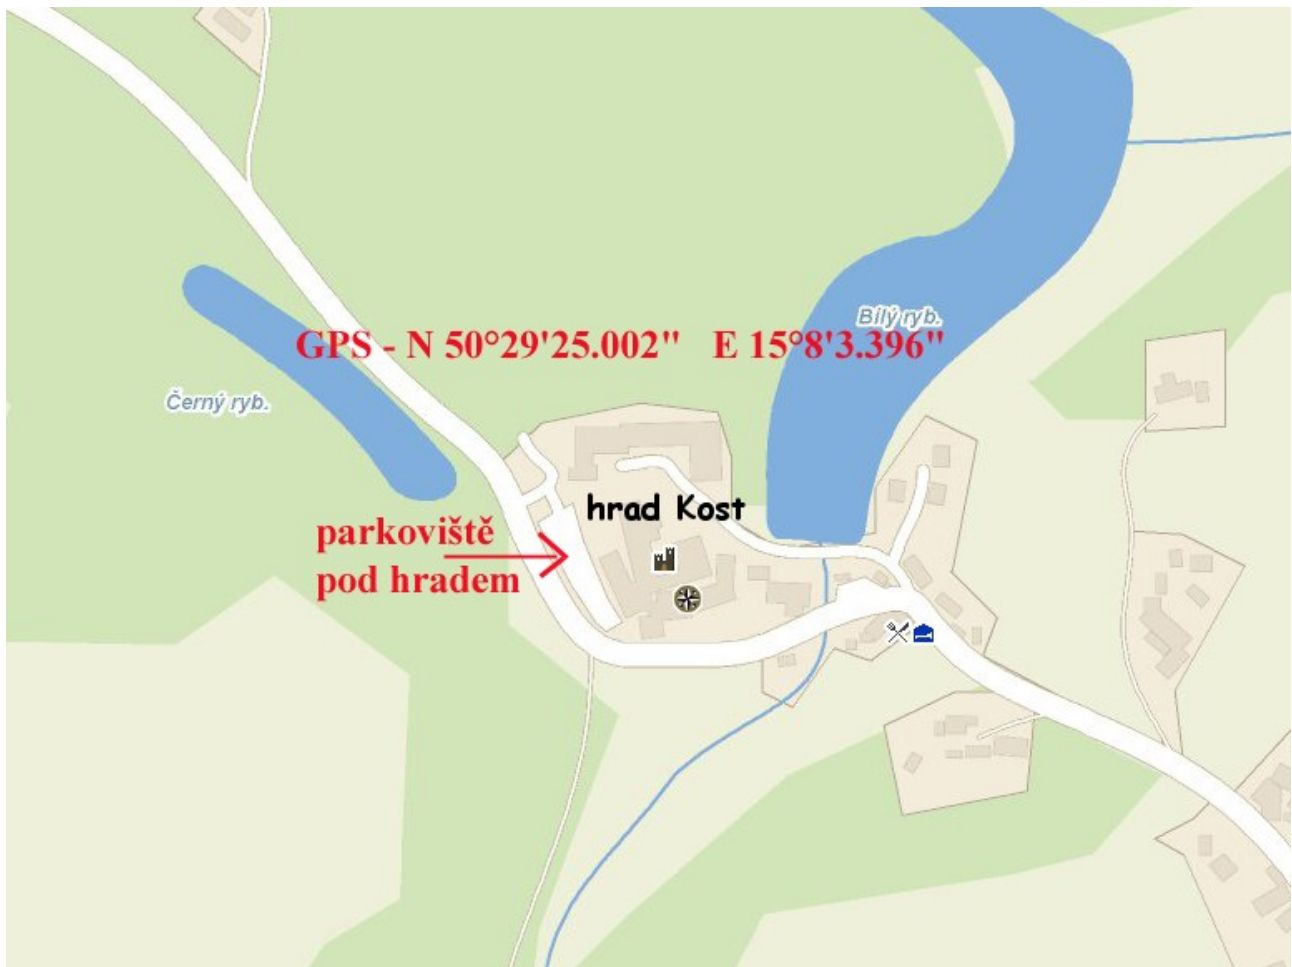 Bílý ryb.
GPS - N 50°29'25.002" E 15°8'3.396"
Černý ryb.
hrad Kost
parkoviště
pod hradem